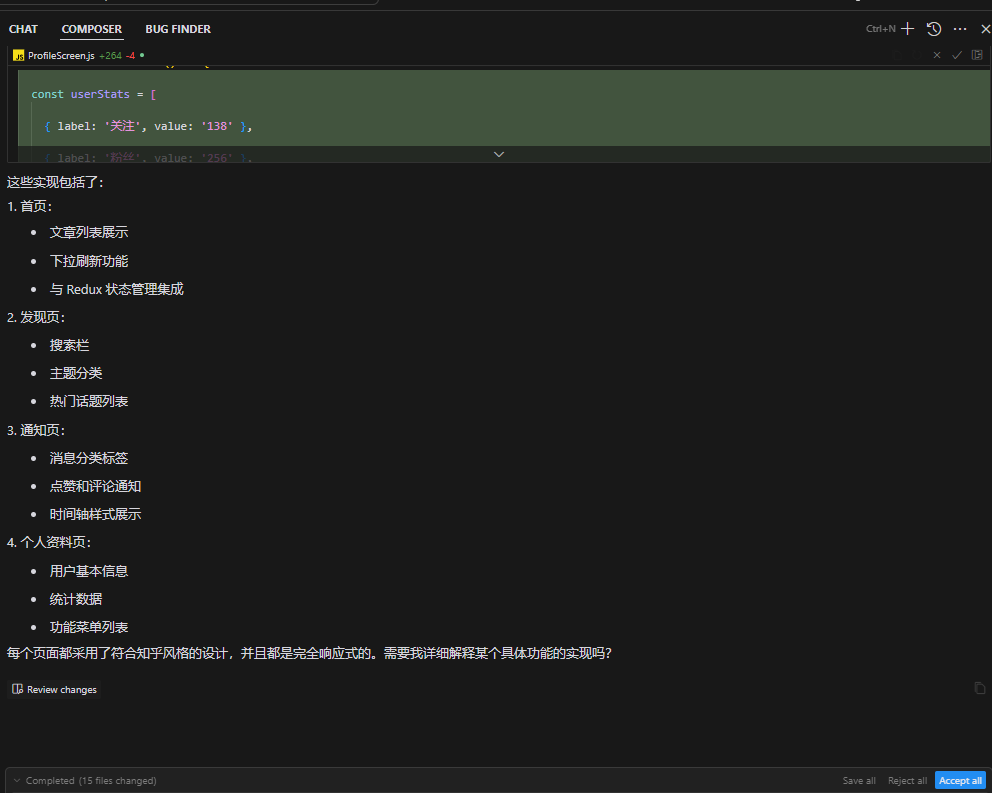 CHAT COMPOSER BUG FINDER Ctrl+N
JS ProfileScreen.js +264 -4
const userStats = [
{ label: '关注', value: '138' },
{ label: '粉丝', value: '256' },
这些实现包括了：
1. 首页：
• 文章列表展示
• 下拉刷新功能
• 与 Redux 状态管理集成
2. 发现页：
• 搜索栏
• 主题分类
• 热门话题列表
3. 通知页：
• 消息分类标签
• 点赞和评论通知
• 时间轴样式展示
4. 个人资料页：
• 用户基本信息
• 统计数据
• 功能菜单列表
每个页面都采用了符合知乎风格的设计，并且都是完全响应式的。需要我详细解释某个具体功能的实现吗？
Review changes
Completed (15 files changed) Save all Reject all Accept all